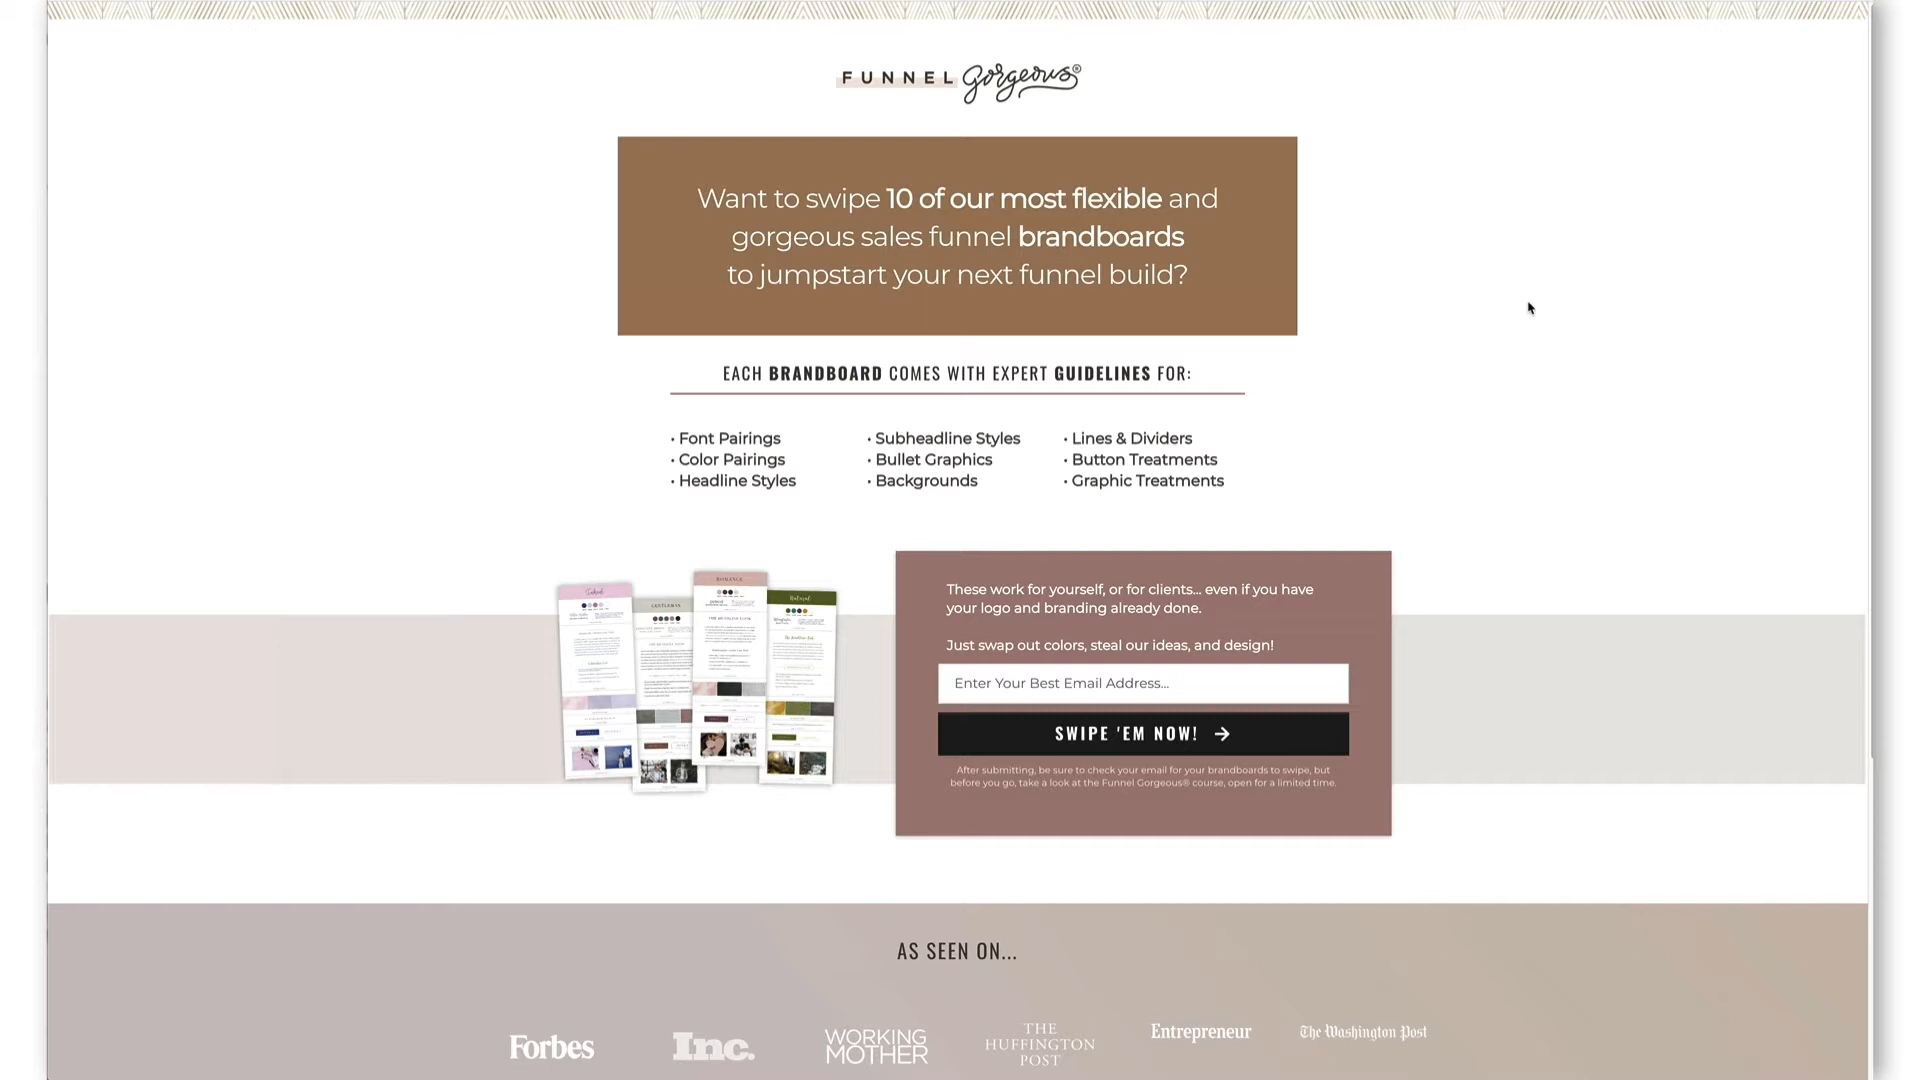 FUNNEL gorgeous®
Want to swipe 10 of our most flexible and
gorgeous sales funnel brandboards
to jumpstart your next funnel build?
EACH BRANDBOARD COMES WITH EXPERT GUIDELINES FOR:
• Font Pairings
• Color Pairings
• Headline Styles
• Subheadline Styles
• Bullet Graphics
• Backgrounds
• Lines & Dividers
• Button Treatments
• Graphic Treatments
GENTLEMAN
ROMANCE
Natural
These work for yourself, or for clients... even if you have
your logo and branding already done.
Just swap out colors, steal our ideas, and design!
Enter Your Best Email Address...
SWIPE 'EM NOW! →
After submitting, be sure to check your email for your brandboards to swipe, but
before you go, take a look at the Funnel Gorgeous® course, open for a limited time.
AS SEEN ON...
Forbes
Inc.
WORKING
MOTHER
THE
HUFFINGTON
POST
Entrepreneur
The Washington Post